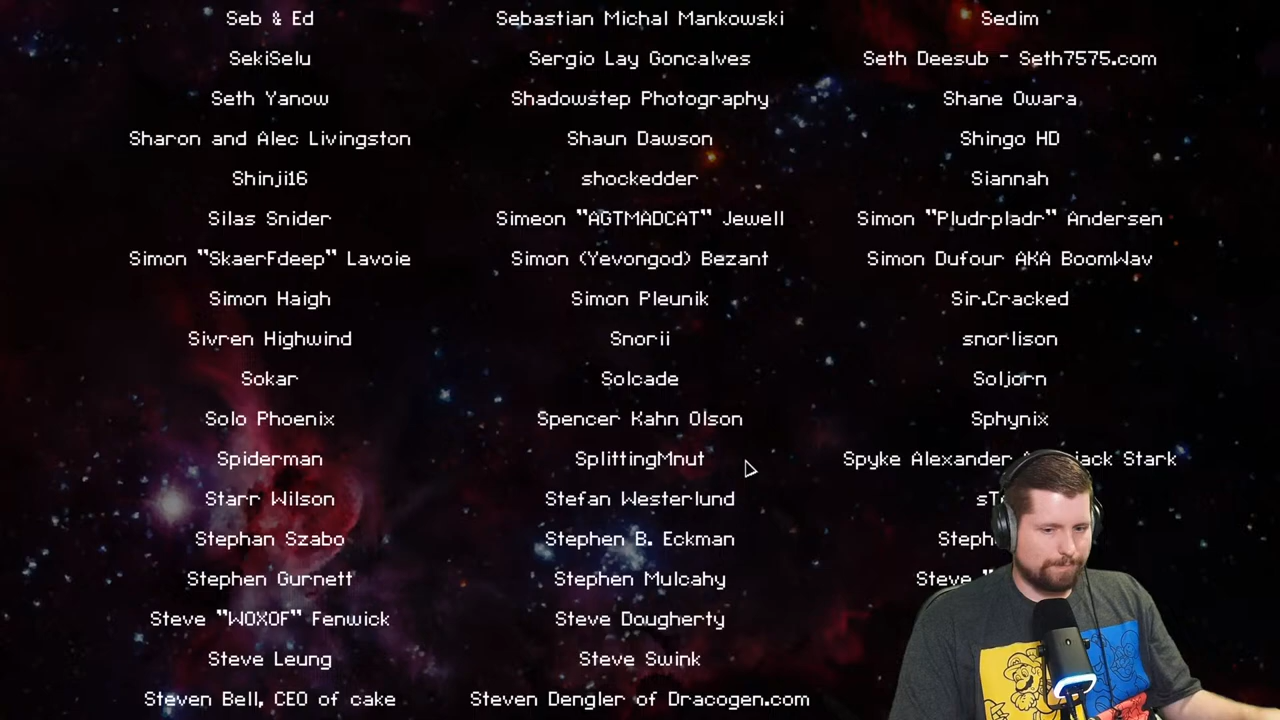 Seb & Ed Sebastian Michal Mankowski Sedim
SekiSelu Sergio Lay Goncalves Seth Deesub - Seth7575.com
Seth Yanow Shadowstep Photography Shane Owara
Sharon and Alec Livingston Shaun Dawson Shingo HD
Shinji16 shockedder Siannah
Silas Snider Simeon "AGTMADCAT" Jewell Simon "Pludrpladr" Andersen
Simon "SkaerFdeep" Lavoie Simon (Yevongod) Bezant Simon Dufour AKA BoomWav
Simon Haigh Simon Pleunik Sir.Cracked
Sivren Highwind Snorii snorlison
Sokar Solcade Soljorn
Solo Phoenix Spencer Kahn Olson Sphynix
Spiderman SplittingMnut Spyke Alexander Stark
Starr Wilson Stefan Westerlund
Stephan Szabo Stephen B. Eckman
Stephen Gurnett Stephen Mulcahy Steve "
Steve "WOXOF" Fenwick Steve Dougherty
Steve Leung Steve Swink
Steven Bell, CEO of cake Steven Dengler of Dracogen.com